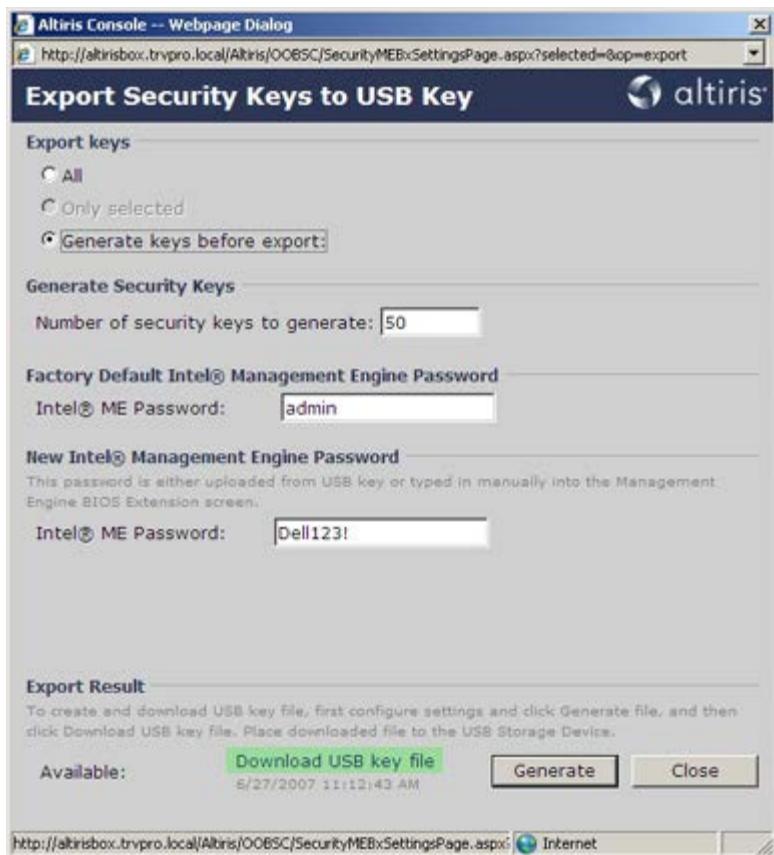 Altiris Console -- Webpage Dialog
http://altirisbox.trvpro.local/Altiris/OOBSC/SecurityMEBxSettingsPage.aspx?selected=&op=export
Export Security Keys to USB Key
altiris
Export keys
All
Only selected
Generate keys before export:
Generate Security Keys
Number of security keys to generate: 50
Factory Default Intel® Management Engine Password
Intel® ME Password: admin
New Intel® Management Engine Password
This password is either uploaded from USB key or typed in manually into the Management
Engine BIOS Extension screen.
Intel® ME Password: Dell123!
Export Result
To create and download USB key file, first configure settings and click Generate file, and then
click Download USB key file. Place downloaded file to the USB Storage Device.
Available: Download USB key file Generate Close
6/27/2007 11:12:43 AM
http://altirisbox.trvpro.local/Altiris/OOBSC/SecurityMEBxSettingsPage.aspx? Internet